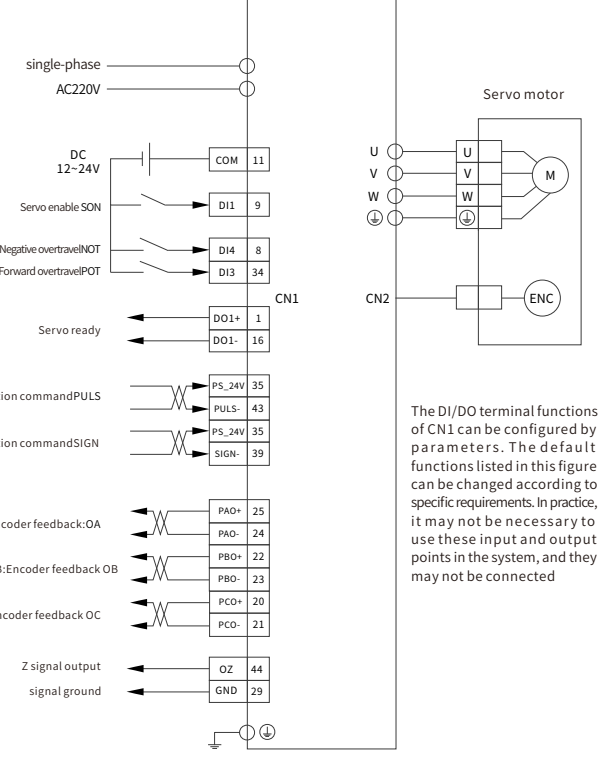 single-phase
AC220V
Servo motor
DC
12~24V
COM 11
Servo enable SON
DI1 9
Negative overtravelNOT
DI4 8
Forward overtravelPOT
DI3 34
CN1
Servo ready
DO1+ 1
DO1- 16
tion commandPULS
PS_24V 35
PULS- 43
tion commandSIGN
PS_24V 35
SIGN- 39
coder feedback:OA
PAO+ 25
PAO- 24
B:Encoder feedback OB
PBO+ 22
PBO- 23
ncoder feedback OC
PCO+ 20
PCO- 21
Z signal output
OZ 44
signal ground
GND 29
U U
V V
W W
M
CN2
ENC
The DI/DO terminal functions
of CN1 can be configured by
parameters. The default
functions listed in this figure
can be changed according to
specific requirements. In practice,
it may not be necessary to
use these input and output
points in the system, and they
may not be connected